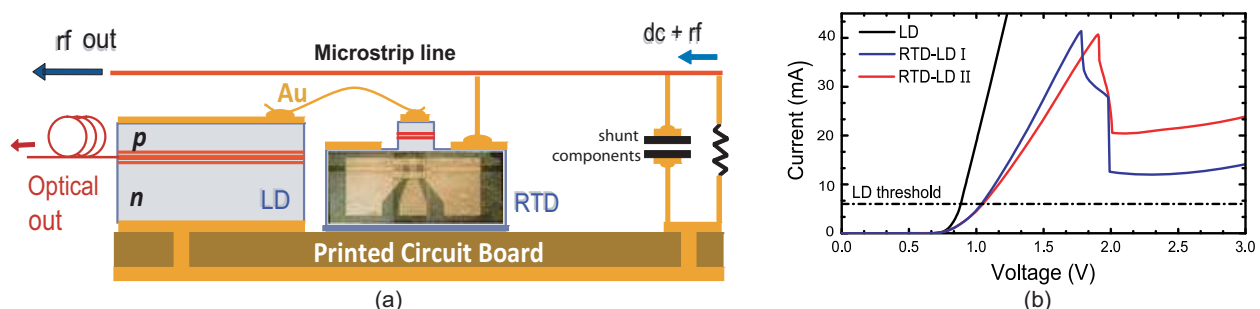 rf out
Microstrip line
dc + rf
Au
p
n
LD
Optical
out
RTD
shunt
components
Printed Circuit Board
(a)
Current (mA)
40
30
20
10
0
LD
RTD-LD I
RTD-LD II
LD threshold
0.0 0.5 1.0 1.5 2.0 2.5 3.0
Voltage (V)
(b)